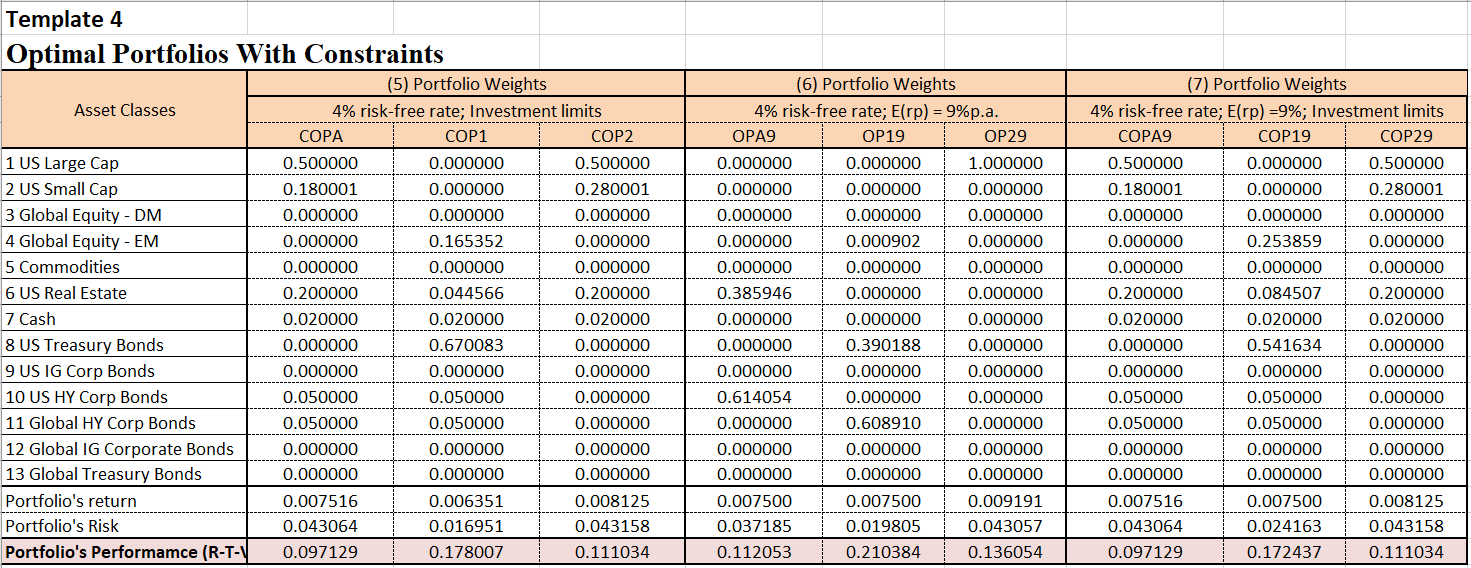 Template 4
Optimal Portfolios With Constraints
Asset Classes (5) Portfolio Weights (6) Portfolio Weights (7) Portfolio Weights
4% risk-free rate; Investment limits 4% risk-free rate; E(rp) = 9%p.a. 4% risk-free rate; E(rp) =9%; Investment limits
COPA COP1 COP2 OPA9 OP19 OP29 COPA9 COP19 COP29
1 US Large Cap 0.500000 0.000000 0.500000 0.000000 0.000000 1.000000 0.500000 0.000000 0.500000
2 US Small Cap 0.180001 0.000000 0.280001 0.000000 0.000000 0.000000 0.180001 0.000000 0.280001
3 Global Equity - DM 0.000000 0.000000 0.000000 0.000000 0.000000 0.000000 0.000000 0.000000 0.000000
4 Global Equity - EM 0.000000 0.165352 0.000000 0.000000 0.000902 0.000000 0.000000 0.253859 0.000000
5 Commodities 0.000000 0.000000 0.000000 0.000000 0.000000 0.000000 0.000000 0.000000 0.000000
6 US Real Estate 0.200000 0.044566 0.200000 0.385946 0.000000 0.000000 0.200000 0.084507 0.200000
7 Cash 0.020000 0.020000 0.020000 0.000000 0.000000 0.000000 0.020000 0.020000 0.020000
8 US Treasury Bonds 0.000000 0.670083 0.000000 0.000000 0.390188 0.000000 0.000000 0.541634 0.000000
9 US IG Corp Bonds 0.000000 0.000000 0.000000 0.000000 0.000000 0.000000 0.000000 0.000000 0.000000
10 US HY Corp Bonds 0.050000 0.050000 0.000000 0.614054 0.000000 0.000000 0.050000 0.050000 0.000000
11 Global HY Corp Bonds 0.050000 0.050000 0.000000 0.000000 0.608910 0.000000 0.050000 0.050000 0.000000
12 Global IG Corporate Bonds 0.000000 0.000000 0.000000 0.000000 0.000000 0.000000 0.000000 0.000000 0.000000
13 Global Treasury Bonds 0.000000 0.000000 0.000000 0.000000 0.000000 0.000000 0.000000 0.000000 0.000000
Portfolio's return 0.007516 0.006351 0.008125 0.007500 0.007500 0.009191 0.007516 0.007500 0.008125
Portfolio's Risk 0.043064 0.016951 0.043158 0.037185 0.019805 0.043057 0.043064 0.024163 0.043158
Portfolio's Performamce (R-T-V 0.097129 0.178007 0.111034 0.112053 0.210384 0.136054 0.097129 0.172437 0.111034